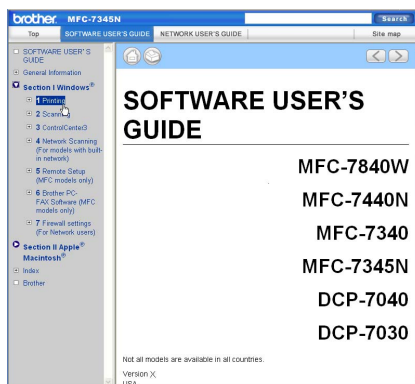 brother. MFC-7345N
Search
Top SOFTWARE USER'S GUIDE NETWORK USER'S GUIDE Site map
SOFTWARE USER'S
GUIDE
General Information
Section I Windows®
1 Printing
2 Scanning
3 ControlCenter3
4 Network Scanning
(For models with built-
in network)
5 Remote Setup
(MFC models only)
6 Brother PC-
FAX Software (MFC
models only)
7 Firewall settings
(For Network users)
Section II Apple®
Macintosh®
Index
Brother
SOFTWARE USER'S
GUIDE
MFC-7840W
MFC-7440N
MFC-7340
MFC-7345N
DCP-7040
DCP-7030
Not all models are available in all countries.
Version X
USA